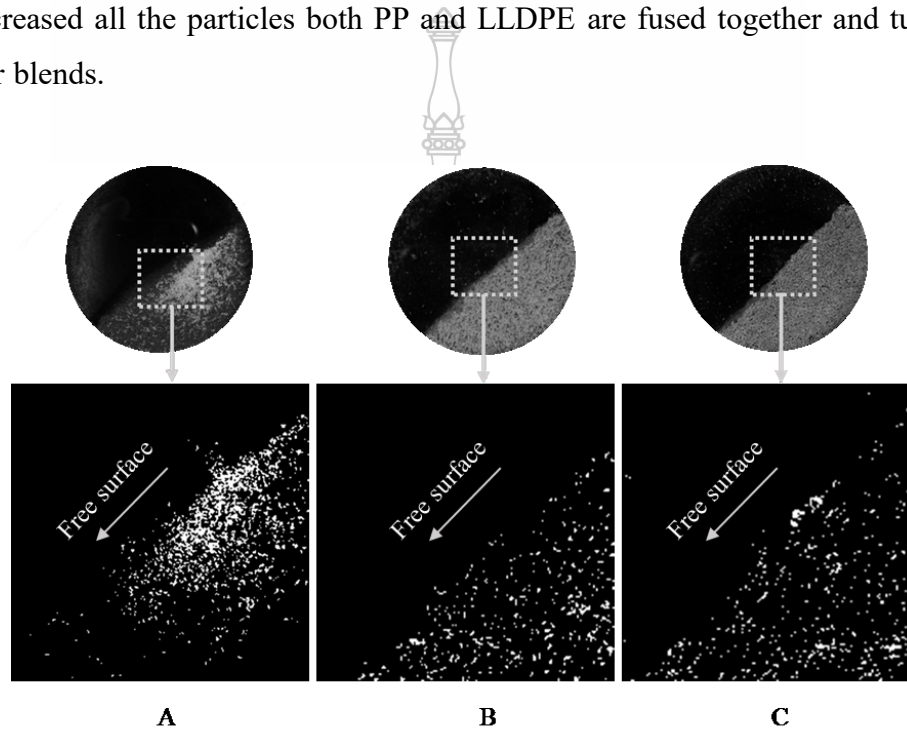 creased all the particles both PP and LLDPE are fused together and tu
r blends.
Free surface
Free surface
Free surface
A
B
C